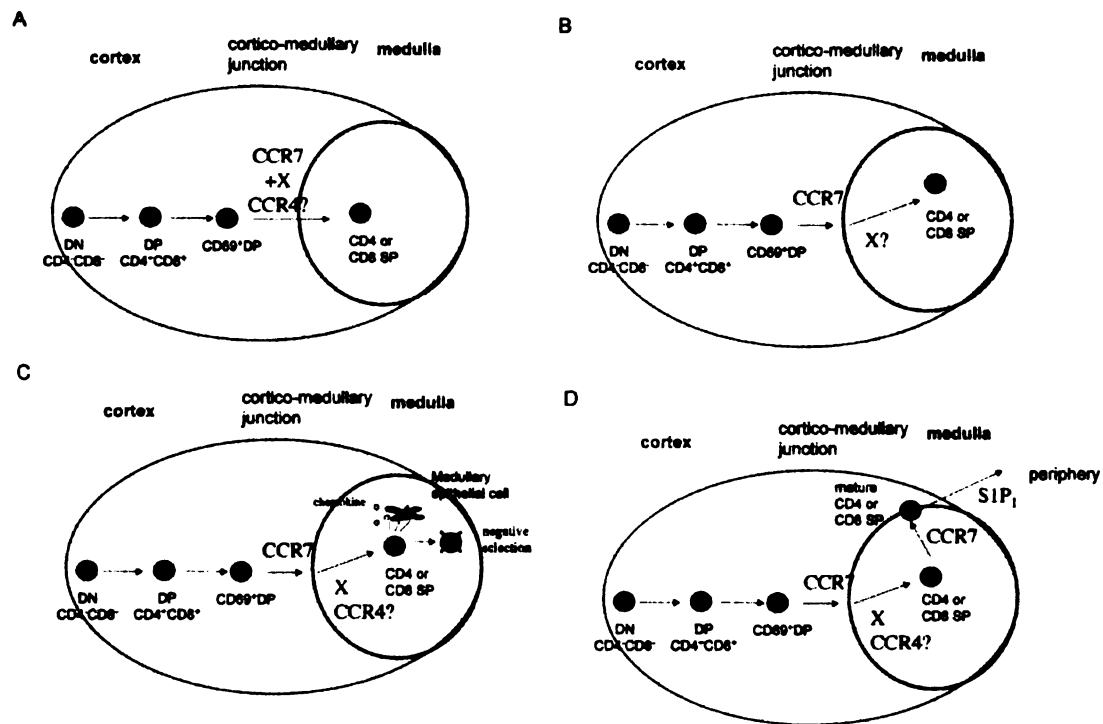 A
cortex
cortico-medullary
junction
medulla
CCR7
+X
CCR4?
DN
CD4⁻CD8⁻
DP
CD4⁺CD8⁺
CD69⁺DP
CD4 or
CD8 SP
B
cortex
cortico-medullary
junction
medulla
CCR7
X?
DN
CD4⁻CD8⁻
DP
CD4⁺CD8⁺
CD69⁺DP
CD4 or
CD8 SP
C
cortex
cortico-medullary
junction
medulla
chemokine
Medullary
epithelial cell
negative
selection
CCR7
X
CCR4?
DN
CD4⁻CD8⁻
DP
CD4⁺CD8⁺
CD69⁺DP
CD4 or
CD8 SP
D
cortex
cortico-medullary
junction
medulla
periphery
S1P₁
mature
CD4 or
CD8 SP
CCR7
CCR7
X
CCR4?
DN
CD4⁻CD8⁻
DP
CD4⁺CD8⁺
CD69⁺DP
CD4 or
CD8 SP